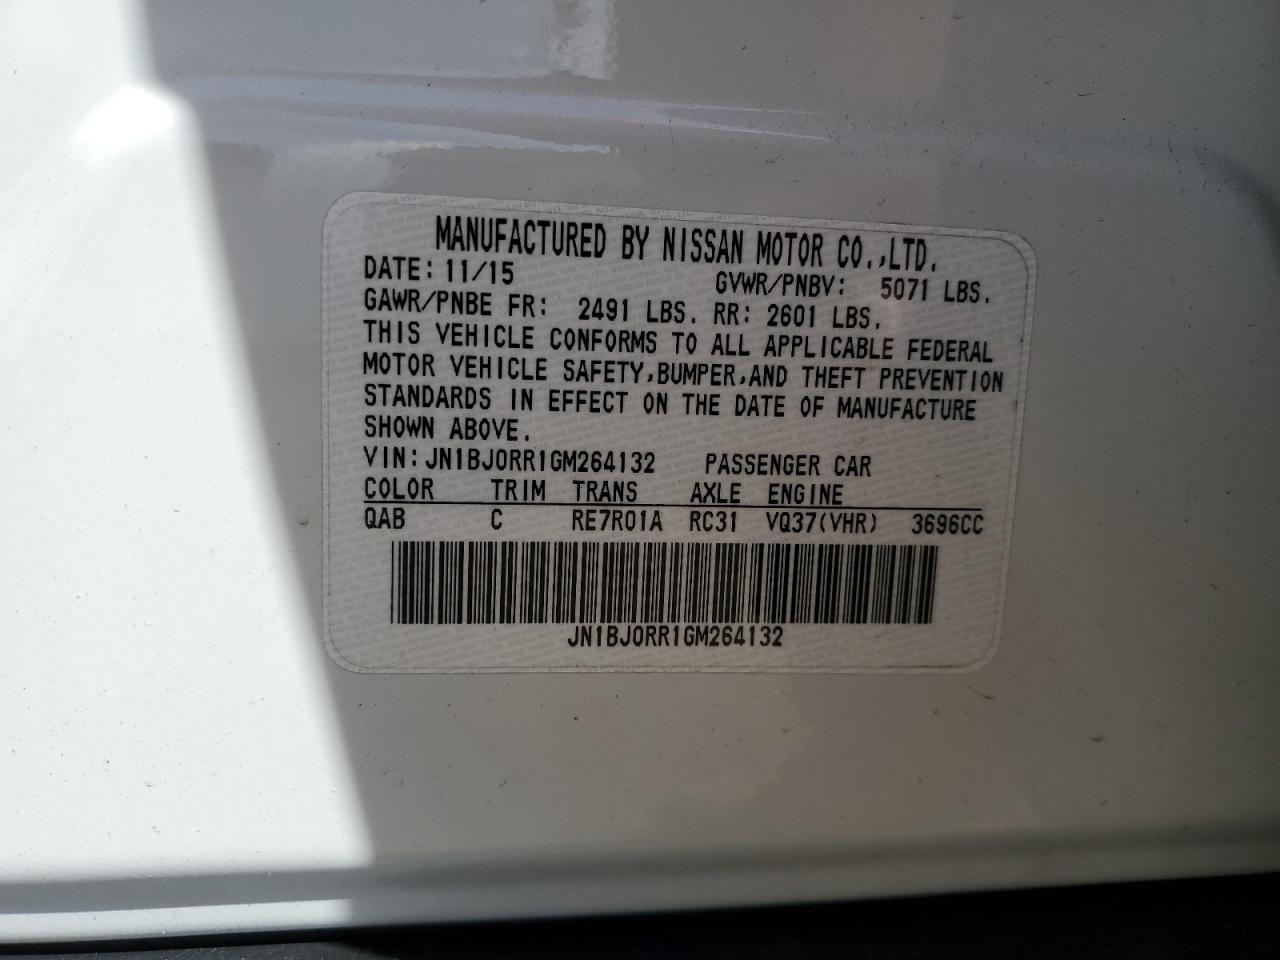 MANUFACTURED BY NISSAN MOTOR CO.,LTD.
DATE: 11/15 GVWR/PNBV: 5071 LBS.
GAWR/PNBE FR: 2491 LBS. RR: 2601 LBS.
THIS VEHICLE CONFORMS TO ALL APPLICABLE FEDERAL
MOTOR VEHICLE SAFETY,BUMPER,AND THEFT PREVENTION
STANDARDS IN EFFECT ON THE DATE OF MANUFACTURE
SHOWN ABOVE.
VIN:JN1BJ0RR1GM264132 PASSENGER CAR
COLOR TRIM TRANS AXLE ENGINE
QAB C RE7R01A RC31 VQ37(VHR) 3696CC
JN1BJ0RR1GM264132